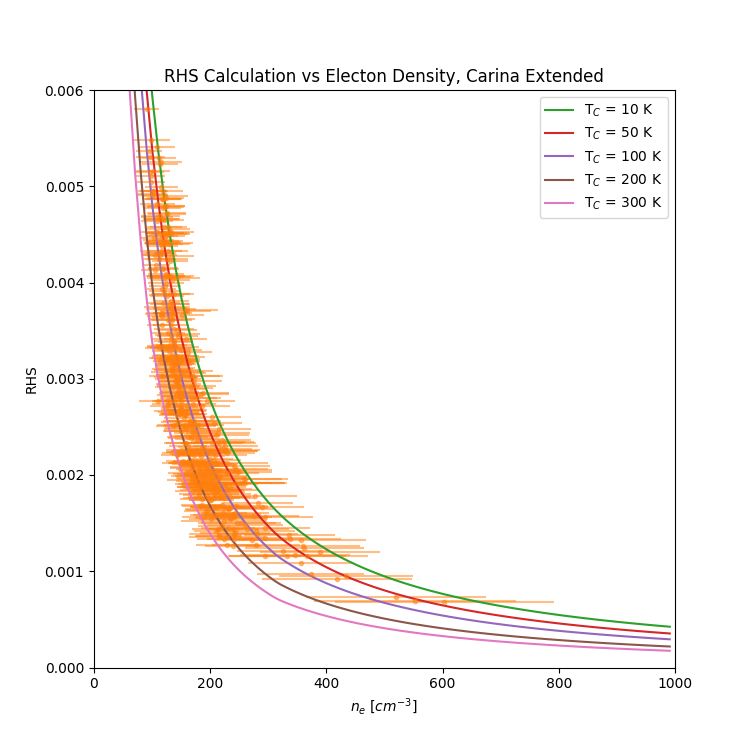 RHS Calculation vs Electon Density, Carina Extended
T_C = 10 K
T_C = 50 K
T_C = 100 K
T_C = 200 K
T_C = 300 K
RHS
0.006
0.005
0.004
0.003
0.002
0.001
0.000
0 200 400 600 800 1000
n_e [cm^{-3}]